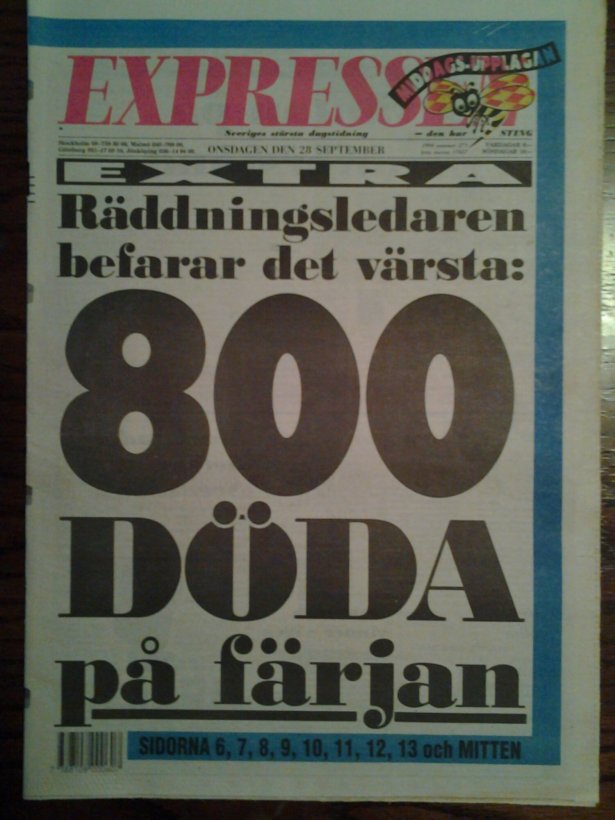 MIDDAGS-UPPLAGAN
EXPRESSEN
Sveriges största dagstidning – den har STING
ONSDAGEN DEN 28 SEPTEMBER
EXTRA
Räddningsledaren
befarar det värsta:
800
DÖDA
på färjan
SIDORNA 6, 7, 8, 9, 10, 11, 12, 13 och MITTEN